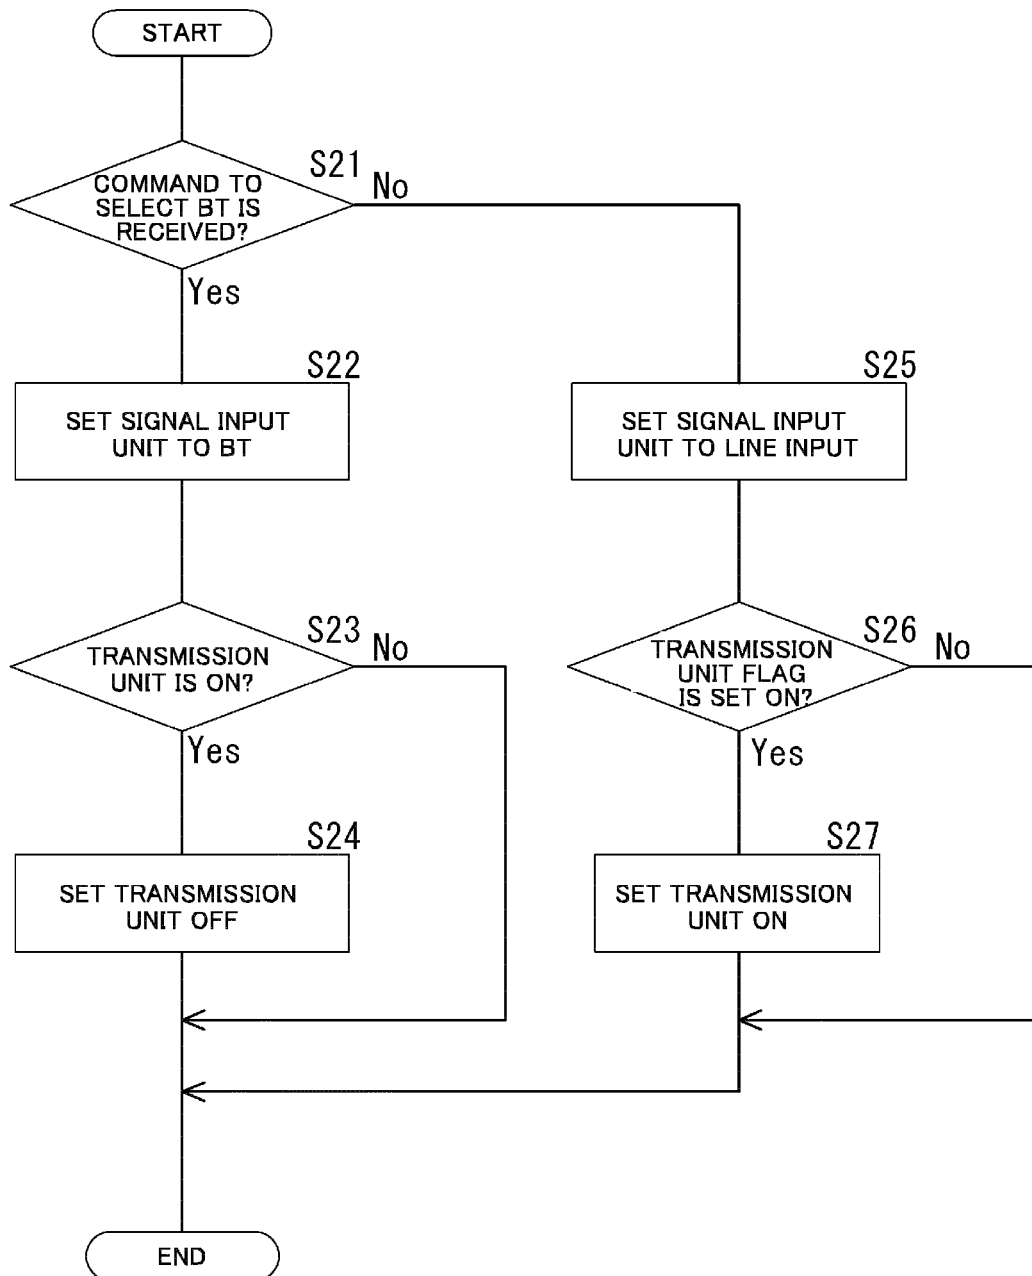 START
S21
COMMAND TO
SELECT BT IS
RECEIVED?
No
Yes
S22
SET SIGNAL INPUT
UNIT TO BT
S25
SET SIGNAL INPUT
UNIT TO LINE INPUT
S23
TRANSMISSION
UNIT IS ON?
No
Yes
S26
TRANSMISSION
UNIT FLAG
IS SET ON?
No
Yes
S24
SET TRANSMISSION
UNIT OFF
S27
SET TRANSMISSION
UNIT ON
END